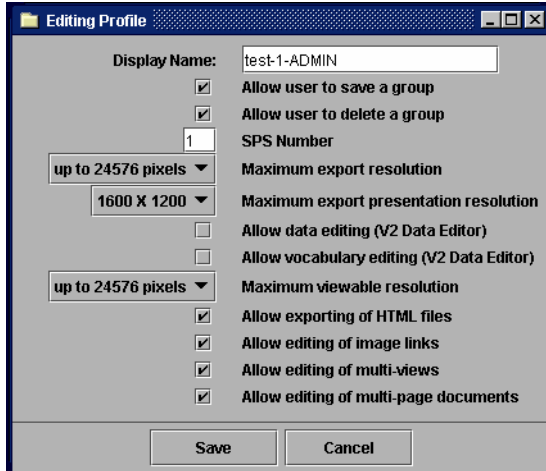 Editing Profile
Display Name: test-1-ADMIN
Allow user to save a group
Allow user to delete a group
1 SPS Number
up to 24576 pixels Maximum export resolution
1600 X 1200 Maximum export presentation resolution
Allow data editing (V2 Data Editor)
Allow vocabulary editing (V2 Data Editor)
up to 24576 pixels Maximum viewable resolution
Allow exporting of HTML files
Allow editing of image links
Allow editing of multi-views
Allow editing of multi-page documents
Save Cancel